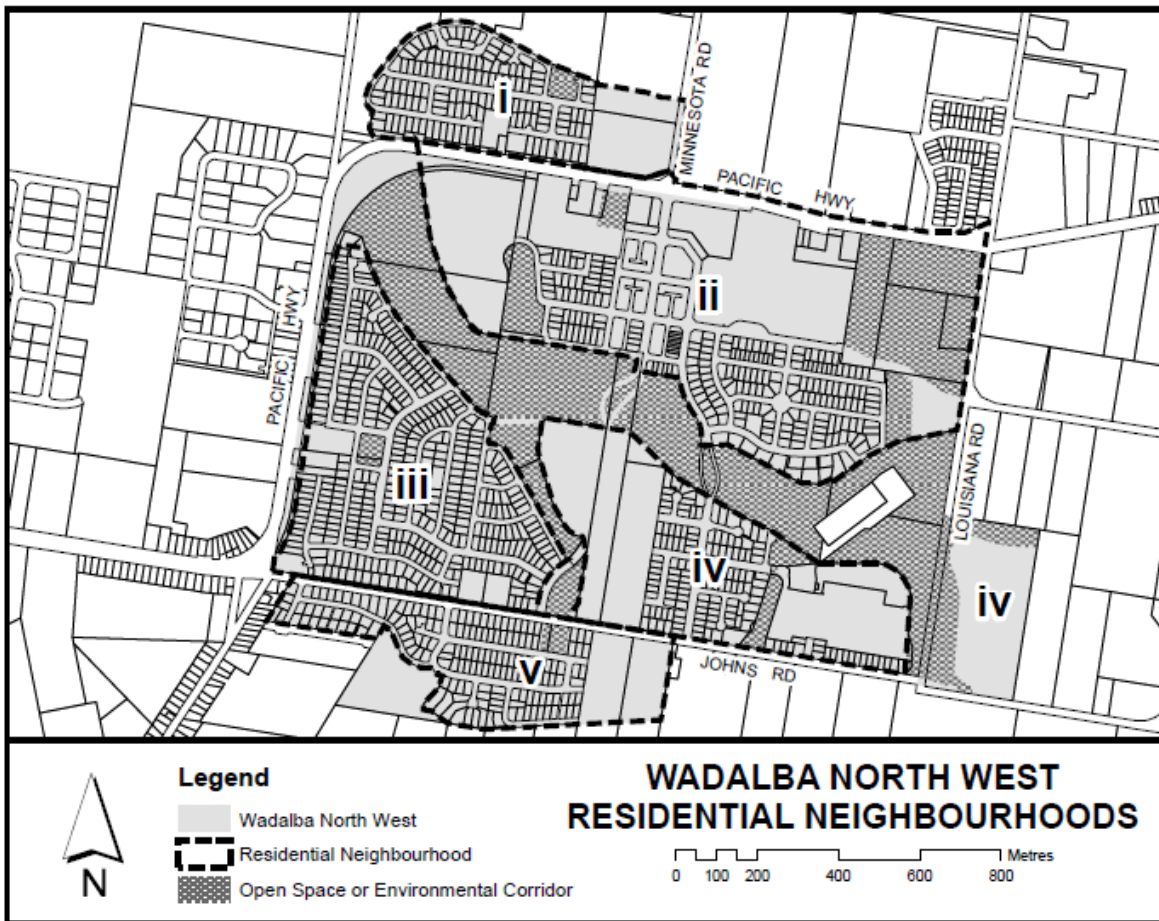 i
MINNESOTA RD
PACIFIC HWY
ii
PACIFIC HWY
iii
LOUISIANA RD
iv
iv
V
JOHNS RD
Legend
Wadalba North West
Residential Neighbourhood
Open Space or Environmental Corridor
N
WADALBA NORTH WEST
RESIDENTIAL NEIGHBOURHOODS
Metres
0 100 200 400 600 800